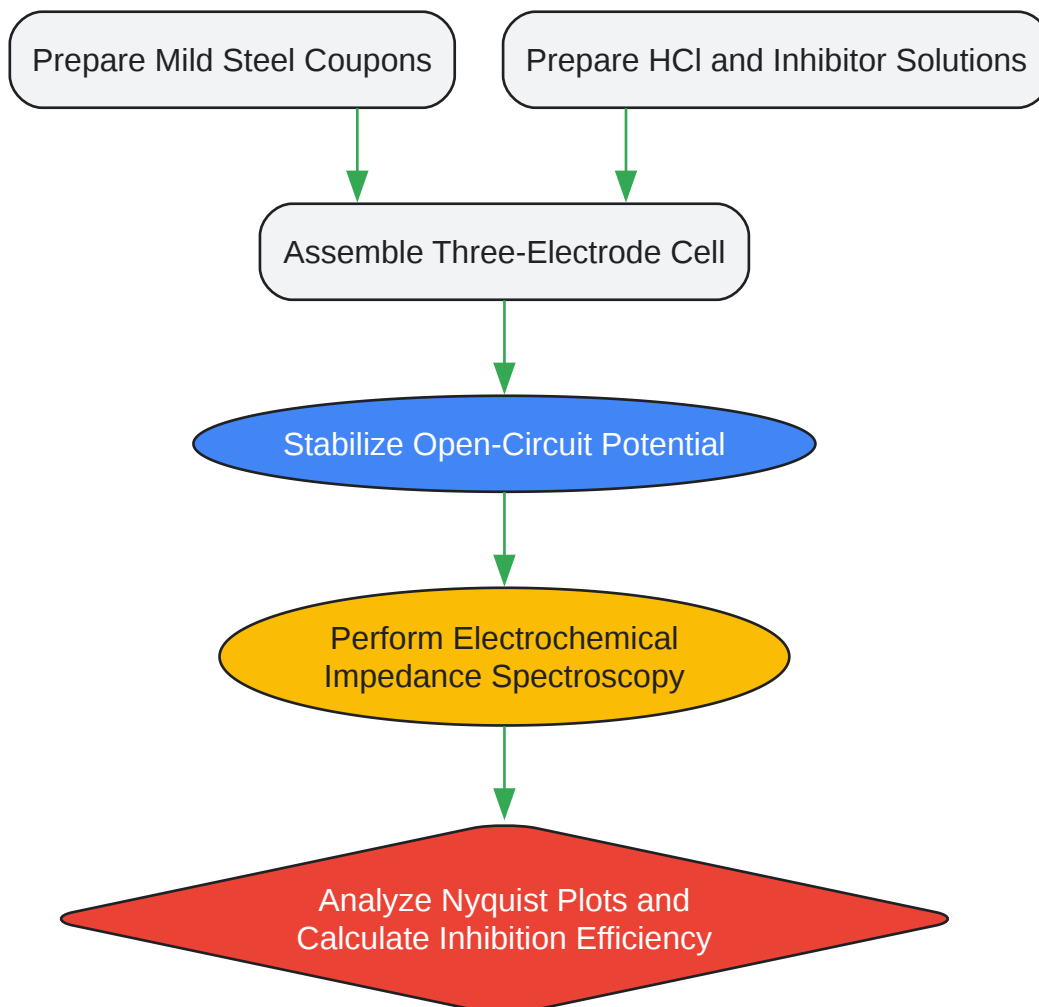 Prepare Mild Steel Coupons
Prepare HCl and Inhibitor Solutions
Assemble Three-Electrode Cell
Stabilize Open-Circuit Potential
Perform Electrochemical
Impedance Spectroscopy
Analyze Nyquist Plots and
Calculate Inhibition Efficiency